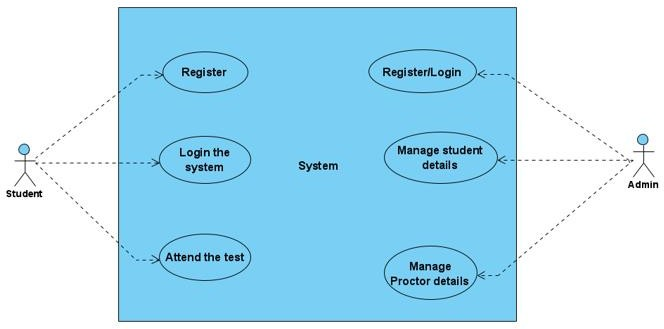 Register
Register/Login
Login the
system
Manage student
details
System
Student
Admin
Attend the test
Manage
Proctor details